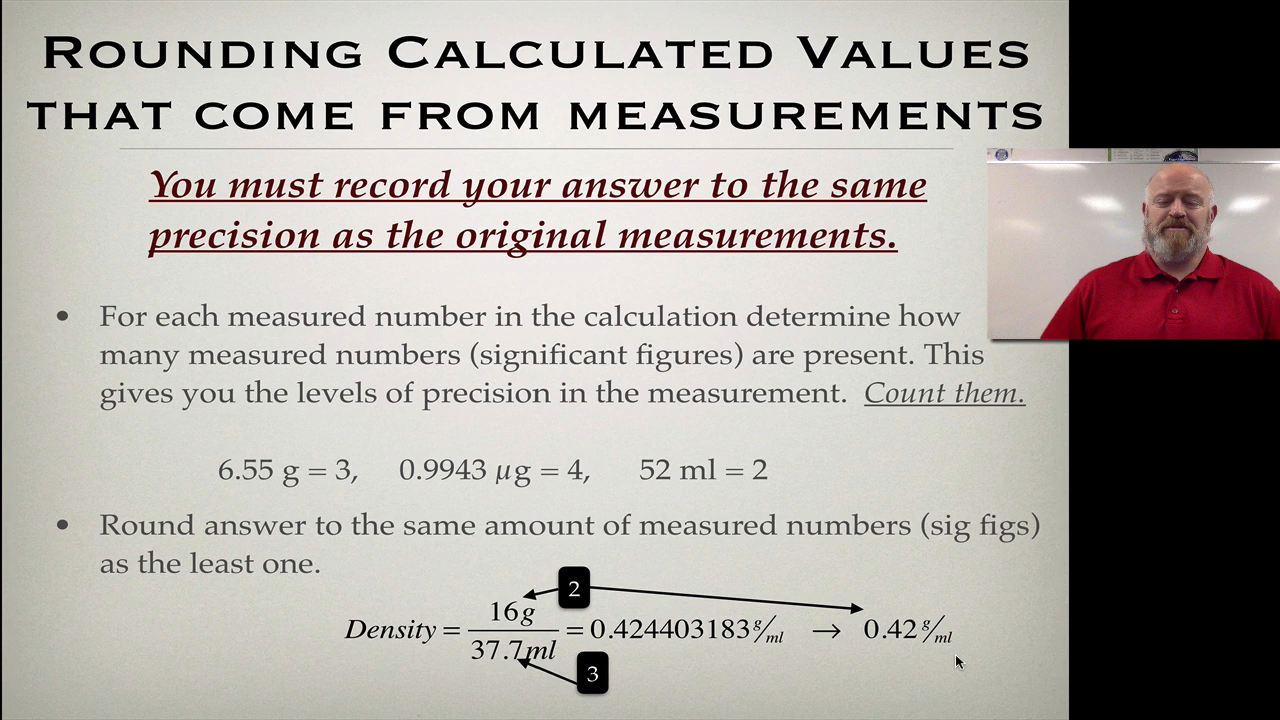 ROUNDING CALCULATED VALUES
THAT COME FROM MEASUREMENTS
You must record your answer to the same
precision as the original measurements.
• For each measured number in the calculation determine how
many measured numbers (significant figures) are present. This
gives you the levels of precision in the measurement. Count them.
6.55 g = 3, 0.9943 µg = 4, 52 ml = 2
• Round answer to the same amount of measured numbers (sig figs)
as the least one.
2
Density = 16g / 37.7ml = 0.424403183 g/ml → 0.42 g/ml
3